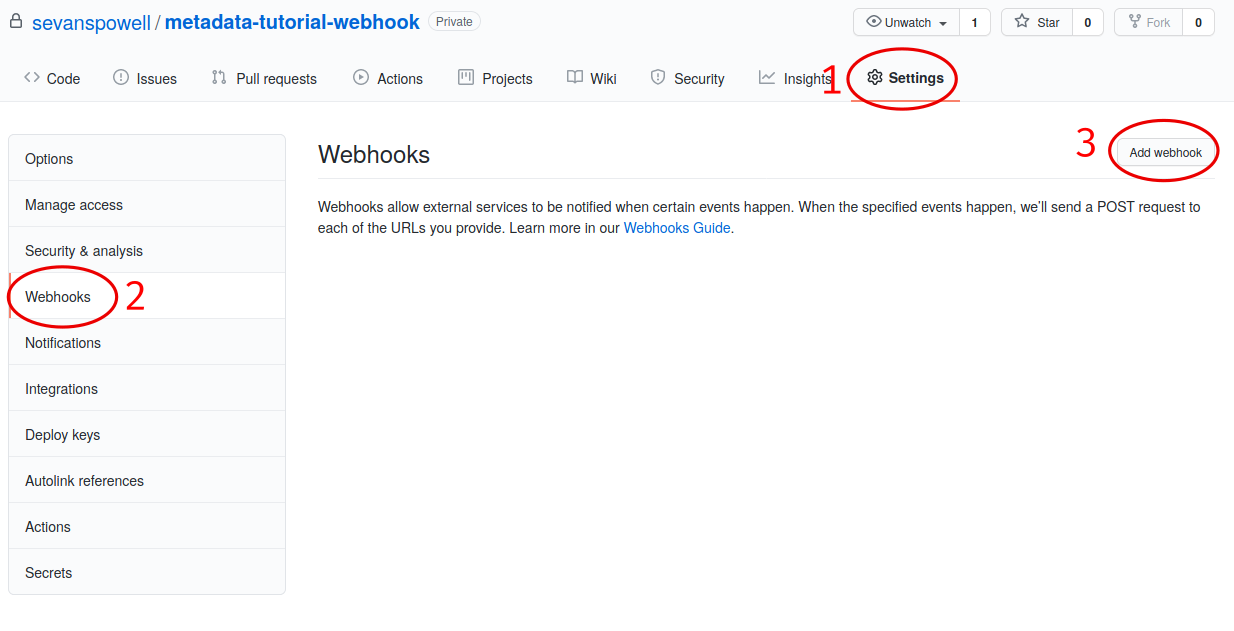 sevanspowell / metadata-tutorial-webhook Private Unwatch 1 Star 0 Fork 0
Code Issues Pull requests Actions Projects Wiki Security Insights 1 Settings
Options
Manage access
Security & analysis
Webhooks 2
Notifications
Integrations
Deploy keys
Autolink references
Actions
Secrets
Webhooks 3 Add webhook
Webhooks allow external services to be notified when certain events happen. When the specified events happen, we'll send a POST request to
each of the URLs you provide. Learn more in our Webhooks Guide.